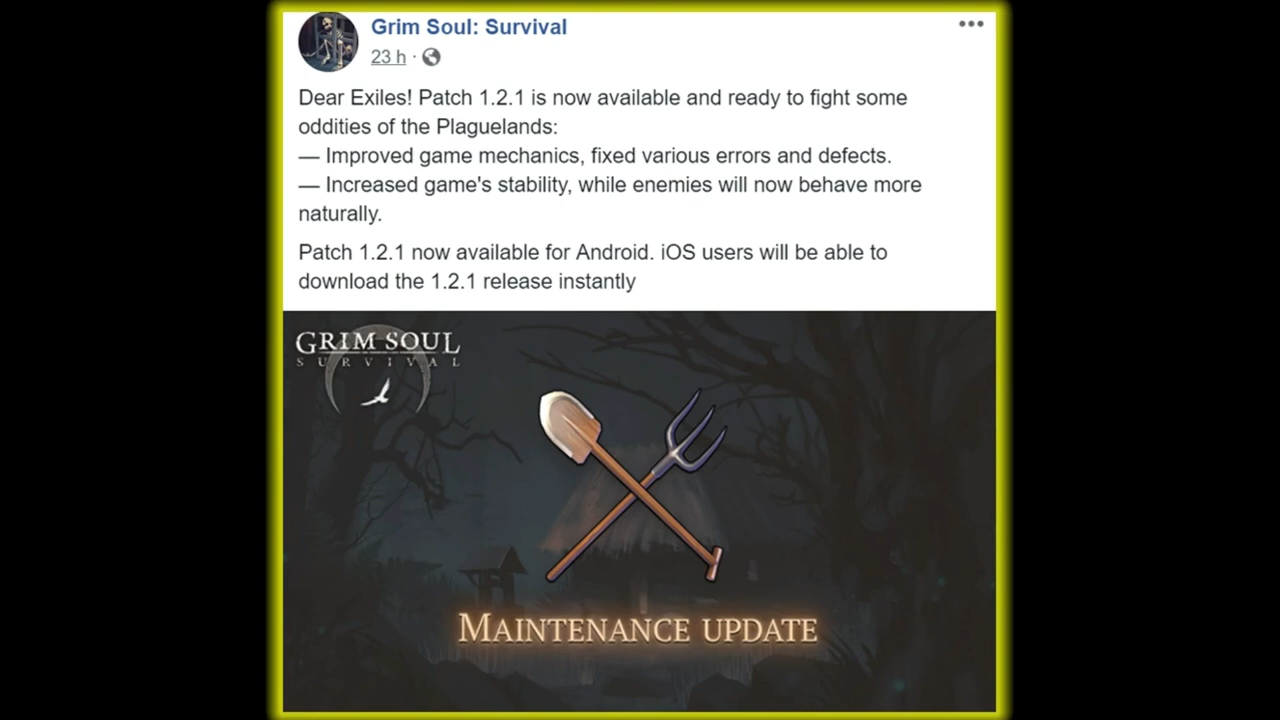 Grim Soul: Survival
23 h ·
Dear Exiles! Patch 1.2.1 is now available and ready to fight some
oddities of the Plaguelands:
— Improved game mechanics, fixed various errors and defects.
— Increased game's stability, while enemies will now behave more
naturally.
Patch 1.2.1 now available for Android. iOS users will be able to
download the 1.2.1 release instantly
GRIM SOUL
SURVIVAL
MAINTENANCE UPDATE